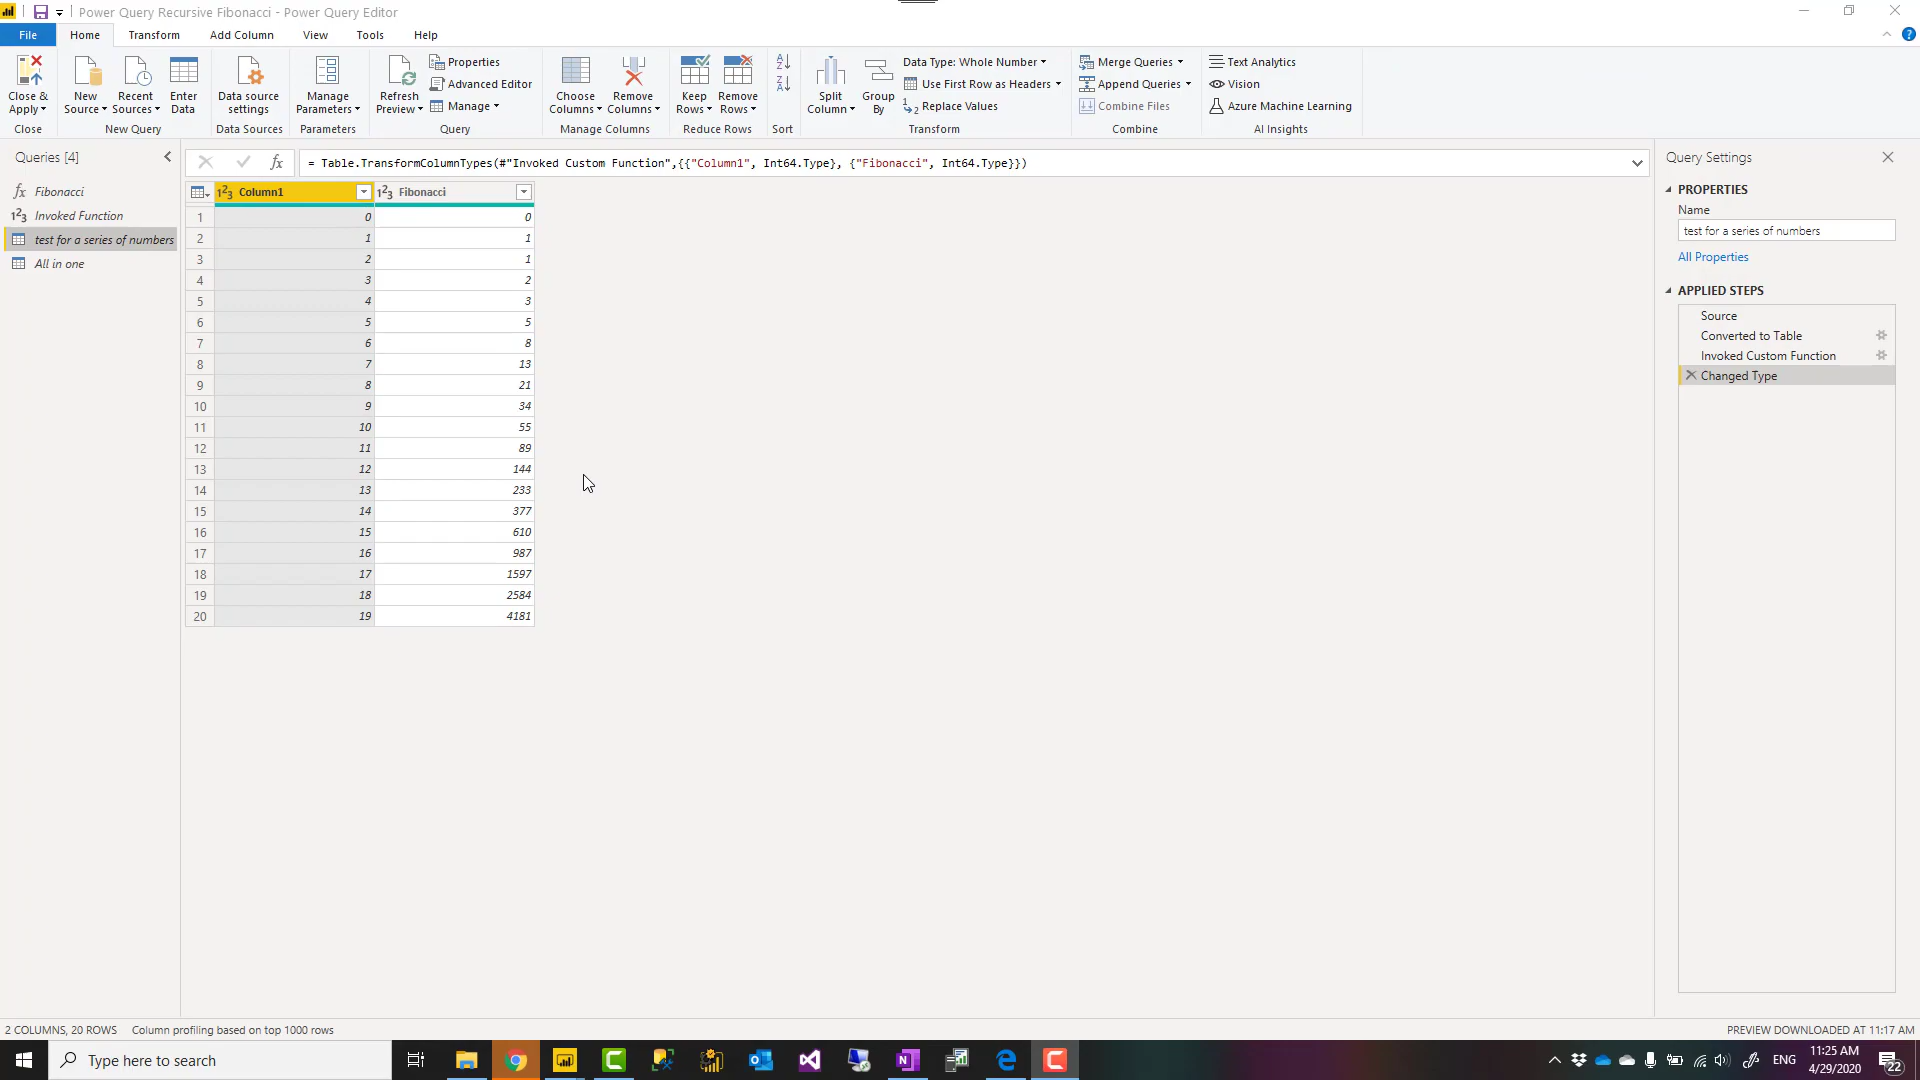 Power Query Recursive Fibonacci - Power Query Editor
File Home Transform Add Column View Tools Help
Close & Apply
New Source
Recent Sources
Enter Data
Data source settings
Manage Parameters
Refresh Preview
Properties
Advanced Editor
Manage
Choose Columns
Remove Columns
Keep Rows
Remove Rows
Split Column
Group By
Data Type: Whole Number
Use First Row as Headers
Replace Values
Merge Queries
Append Queries
Combine Files
Text Analytics
Vision
Azure Machine Learning
Close New Query Data Sources Parameters Query Manage Columns Reduce Rows Sort Transform Combine AI Insights
Queries [4]
fx Fibonacci
1²3 Invoked Function
test for a series of numbers
All in one
fx = Table.TransformColumnTypes(#"Invoked Custom Function",{{"Column1", Int64.Type}, {"Fibonacci", Int64.Type}})
1²3 Column1 1²3 Fibonacci
1 0 0
2 1 1
3 2 1
4 3 2
5 4 3
6 5 5
7 6 8
8 7 13
9 8 21
10 9 34
11 10 55
12 11 89
13 12 144
14 13 233
15 14 377
16 15 610
17 16 987
18 17 1597
19 18 2584
20 19 4181
Query Settings
PROPERTIES
Name
test for a series of numbers
All Properties
APPLIED STEPS
Source
Converted to Table
Invoked Custom Function
Changed Type
2 COLUMNS, 20 ROWS Column profiling based on top 1000 rows
PREVIEW DOWNLOADED AT 11:17 AM
Type here to search
ENG
11:25 AM
4/29/2020
22